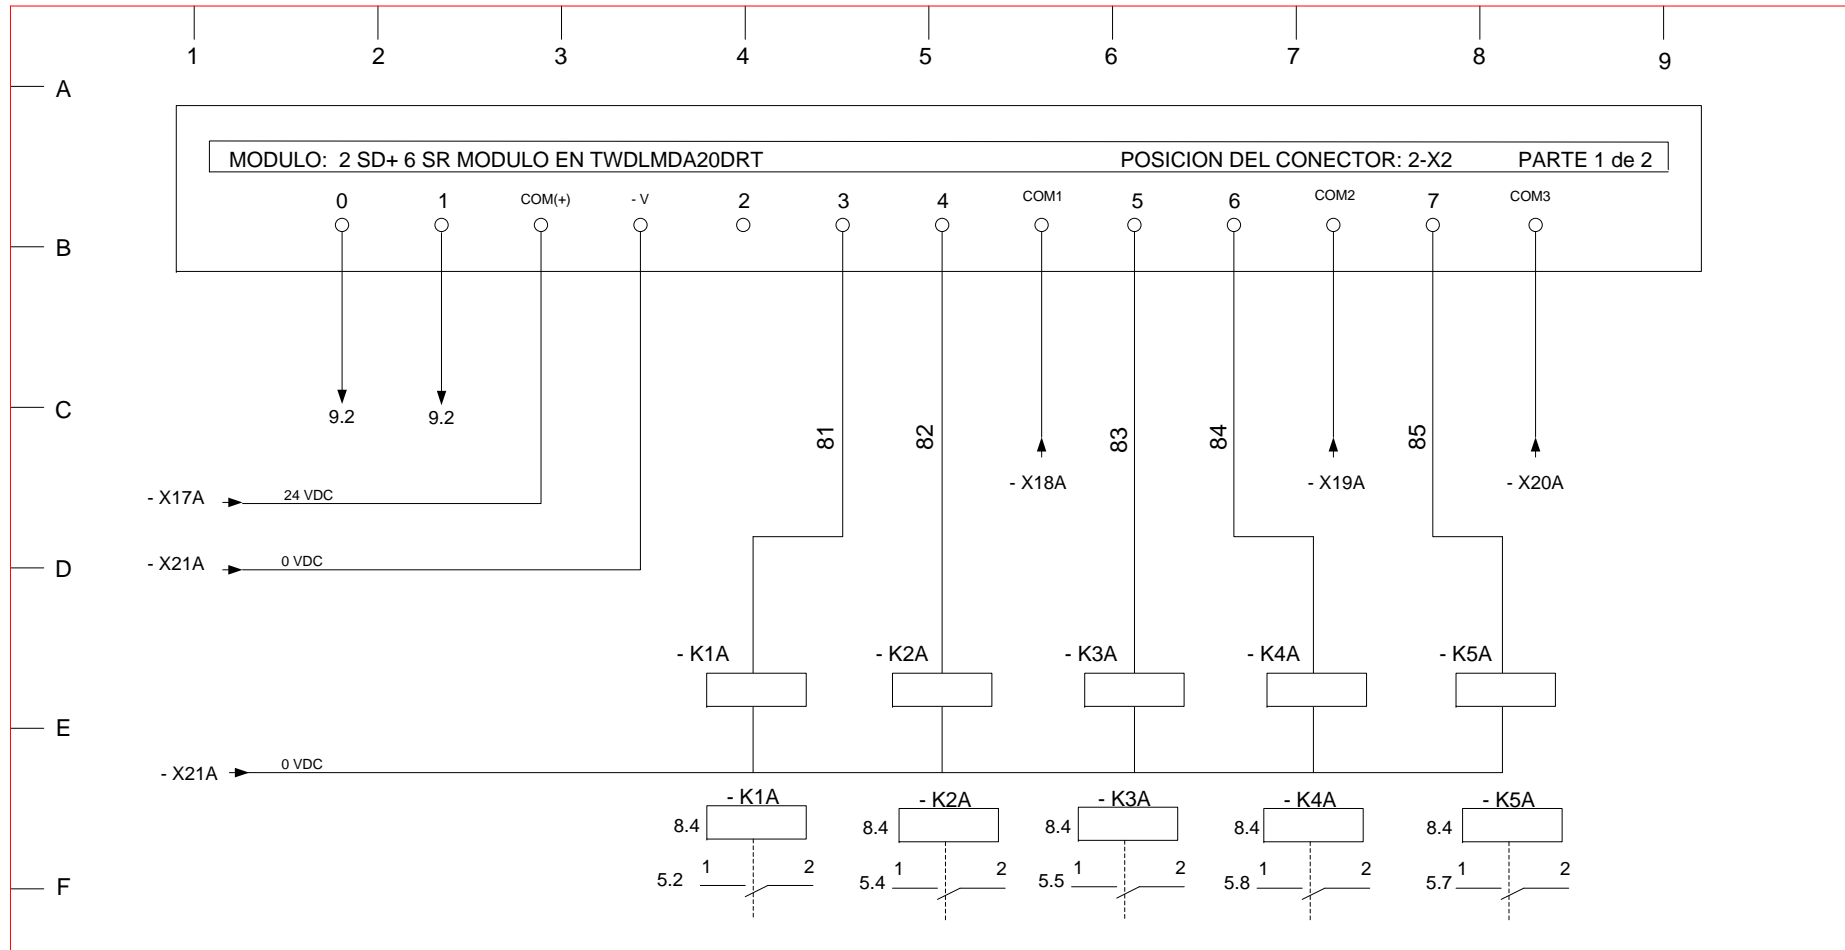 1 2 3 4 5 6 7 8 9
A
MODULO: 2 SD+ 6 SR MODULO EN TWDLMDA20DRT POSICION DEL CONECTOR: 2-X2 PARTE 1 de 2
0 1 COM(+) - V 2 3 4 COM1 5 6 COM2 7 COM3
B
C
9.2 9.2
81 82 83 84 85
- X18A - X19A - X20A
- X17A 24 VDC
- X21A 0 VDC
D
- K1A - K2A - K3A - K4A - K5A
E
- X21A 0 VDC
- K1A - K2A - K3A - K4A - K5A
8.4 8.4 8.4 8.4 8.4
1 2 1 2 1 2 1 2 1 2
5.2 5.4 5.5 5.8 5.7
F